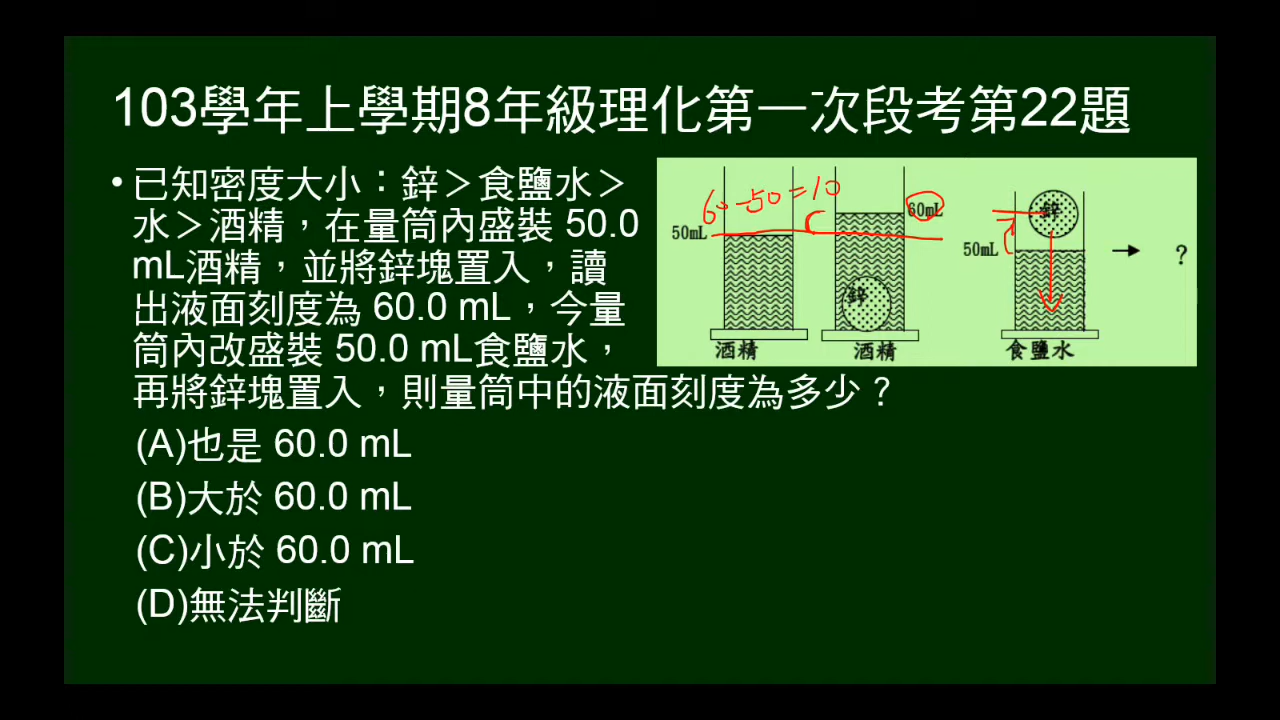 103學年上學期8年級理化第一次段考第22題
•已知密度大小：鋅＞食鹽水＞
水＞酒精，在量筒內盛裝 50.0
mL酒精，並將鋅塊置入，讀
出液面刻度為 60.0 mL，今量
筒內改盛裝 50.0 mL食鹽水，
再將鋅塊置入，則量筒中的液面刻度為多少？
(A)也是 60.0 mL
(B)大於 60.0 mL
(C)小於 60.0 mL
(D)無法判斷
60-50=10
50mL
60mL
鋅
50mL
鋅
?
酒精
酒精
食鹽水